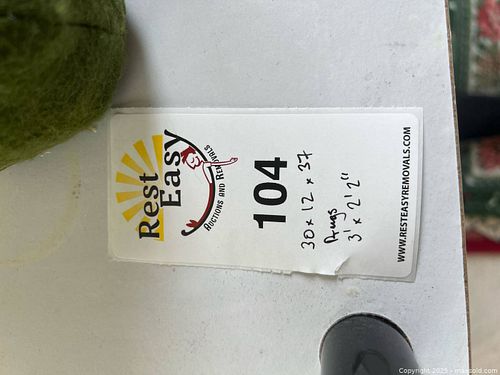 Rest
Easy
AUCTIONS AND REMOVALS
104
30 x 12 x 37
Rugs
3' x 2'2"
WWW.RESTEASYREMOVALS.COM
Copyright 2025 - maxsold.com